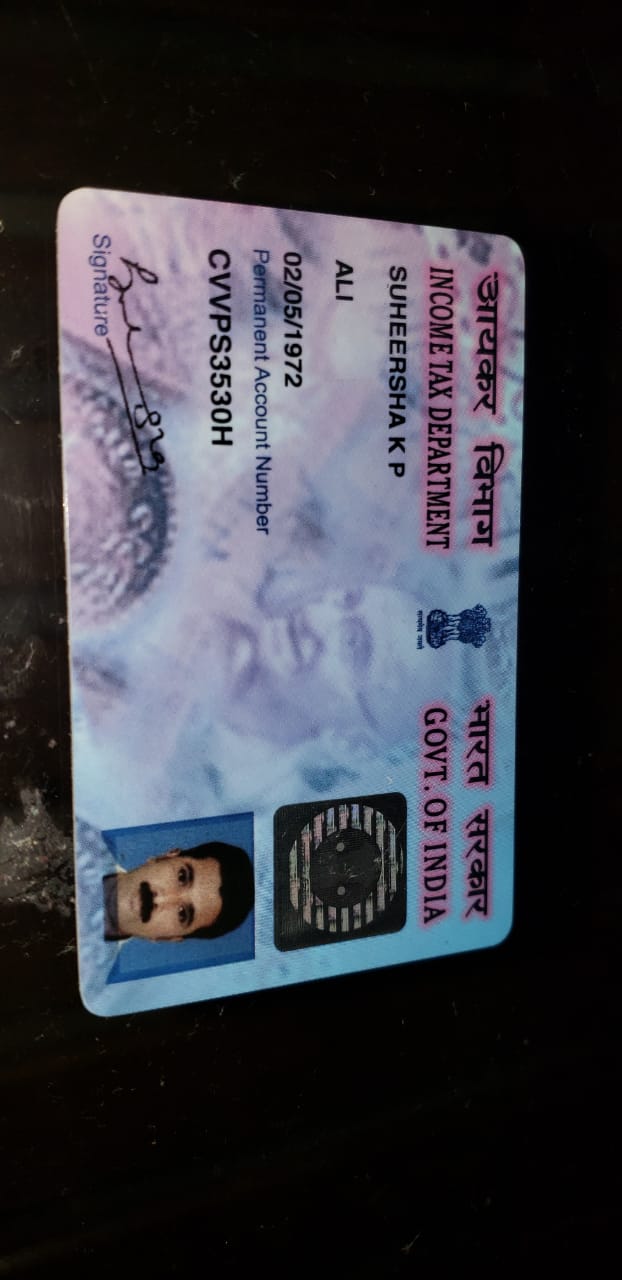 आयकर विभाग
INCOME TAX DEPARTMENT
भारत सरकार
GOVT. OF INDIA
सत्यमेव जयते
SUHEERSHA K P
ALI
02/05/1972
Permanent Account Number
CVVPS3530H
Signature